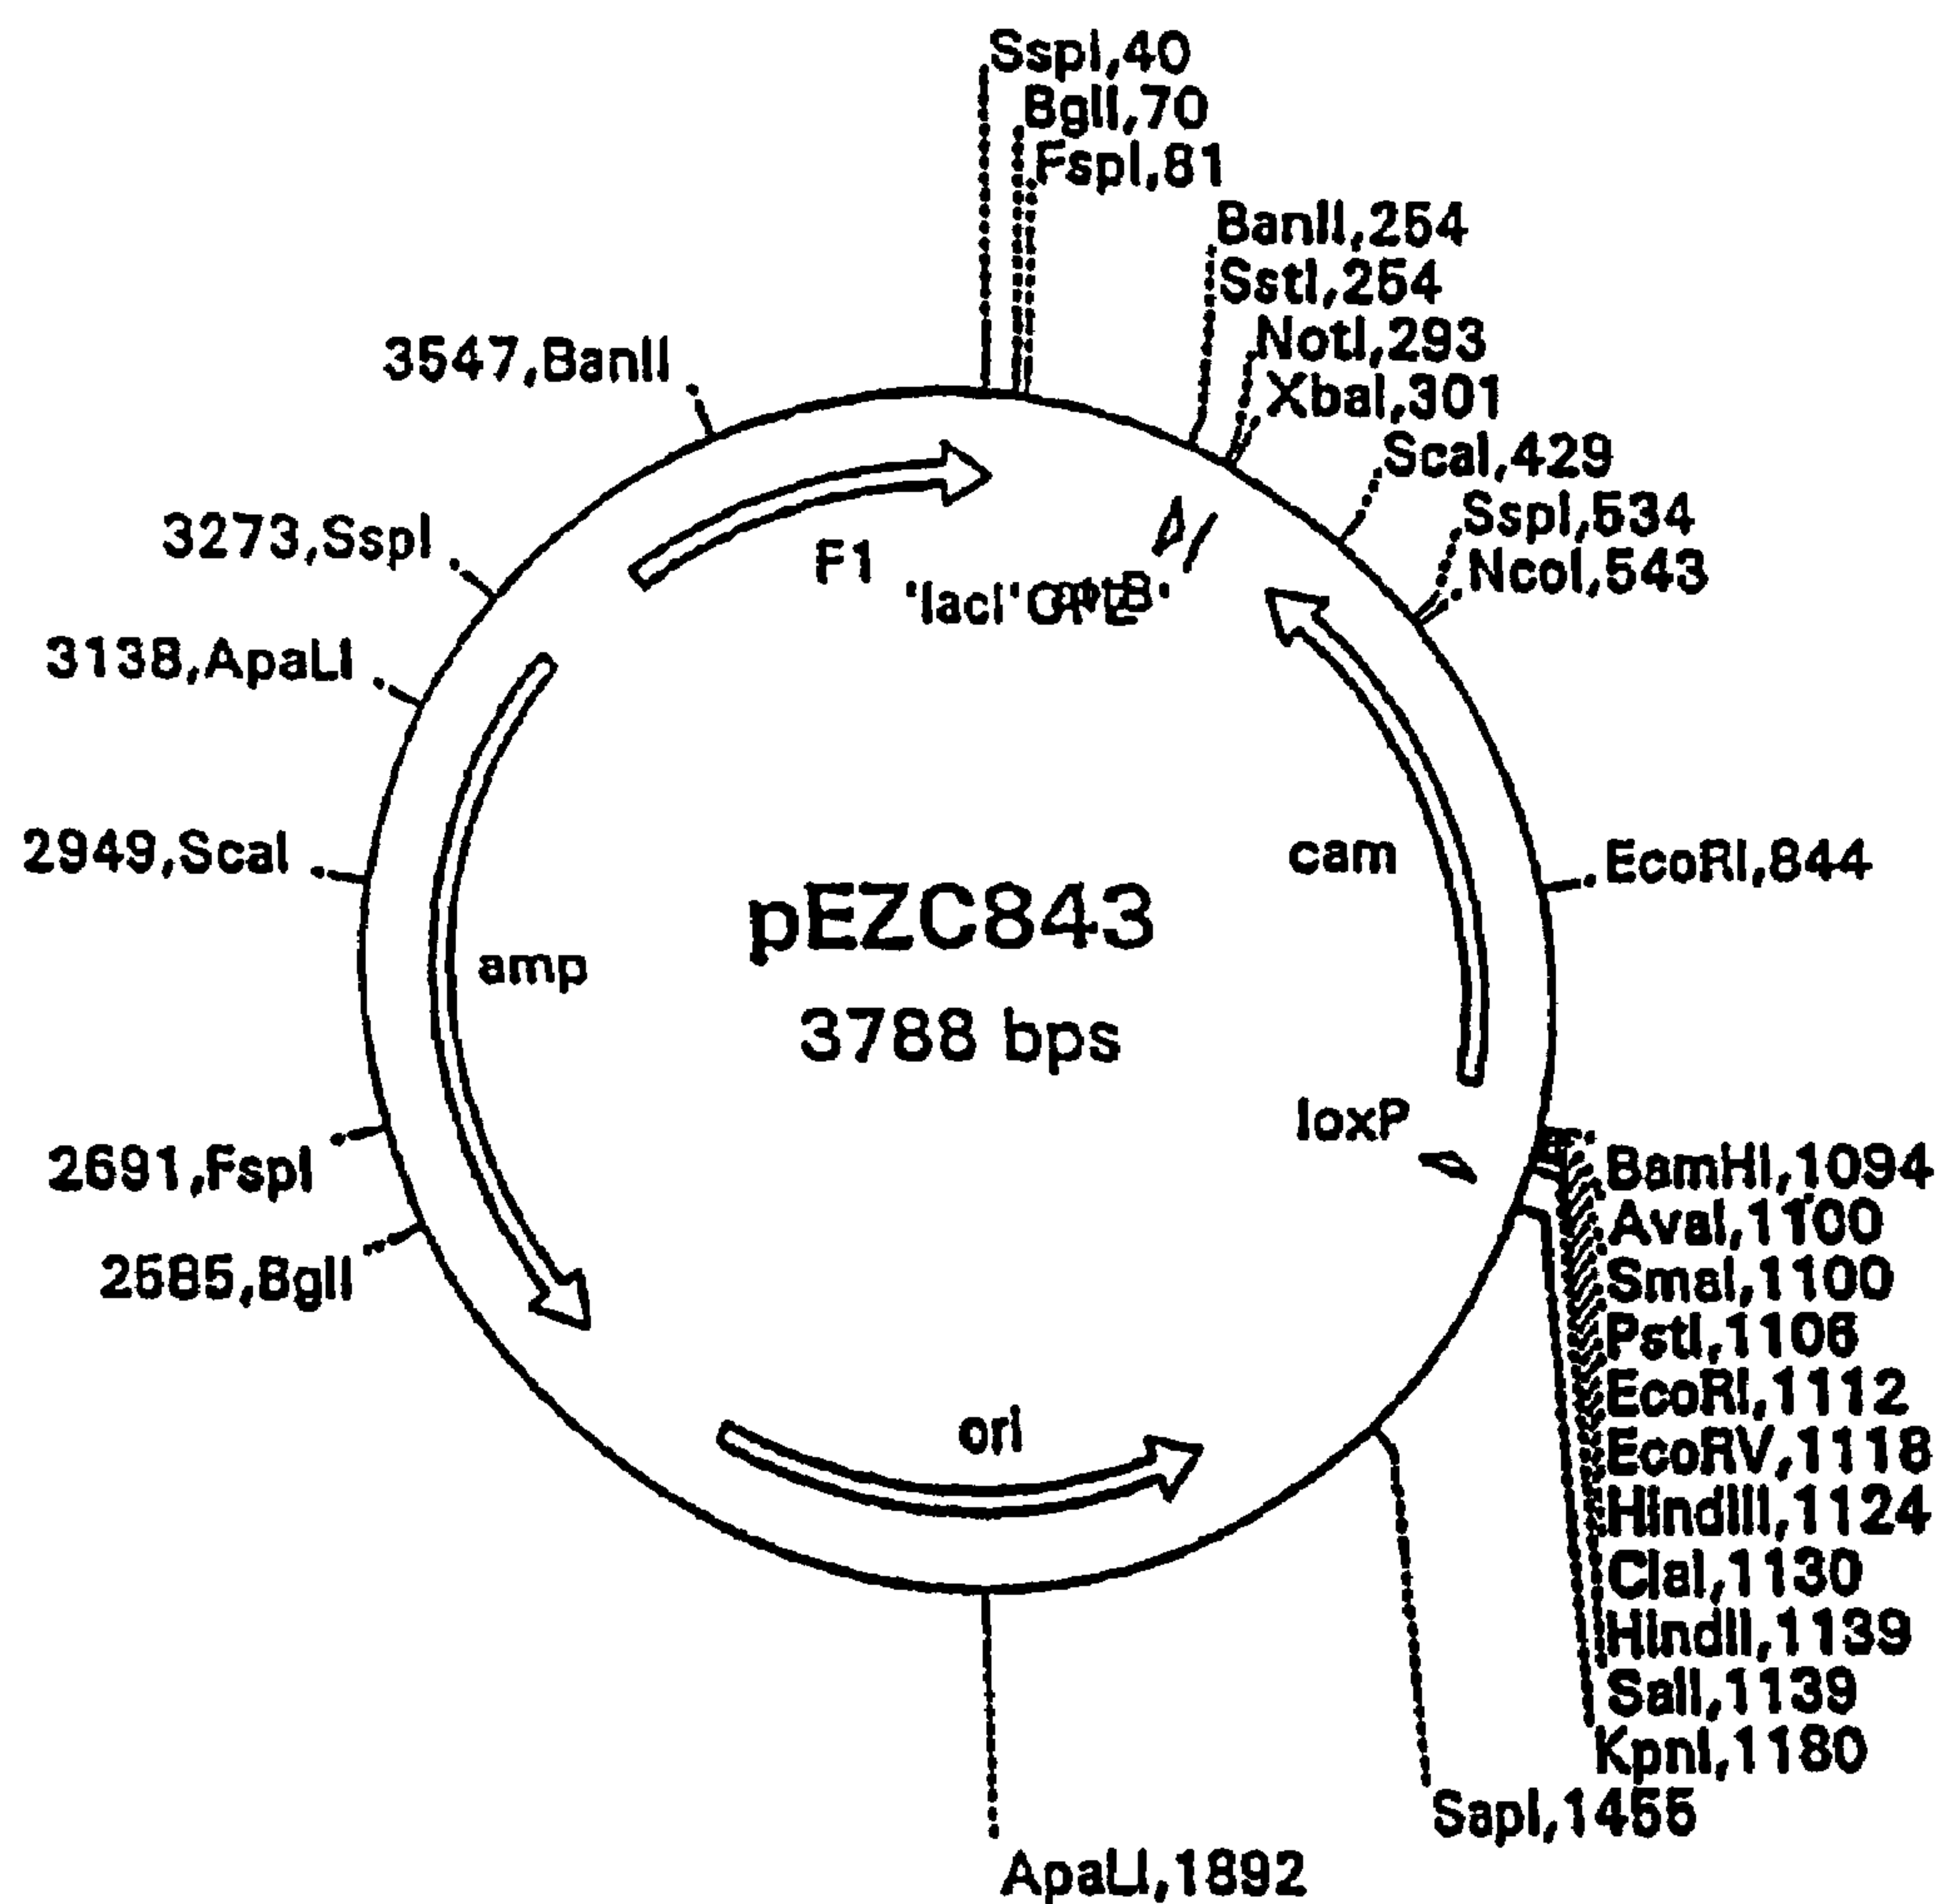 SspI,40
BglI,70
FspI,81
BanII,254
SstI,254
NotI,293
XbaI,301
ScaI,429
SspI,534
NcoI,543
EcoRI,844
BamHI,1094
AvaI,1100
SmaI,1100
PstI,1106
EcoRI,1112
EcoRV,1118
HindIII,1124
ClaI,1130
HindII,1139
SalI,1139
KpnI,1180
SapI,1455
ApaLI,1892
2585,BglI
2691,FspI
2949,ScaI
3138,ApaLI
3273,SspI
3547,BanII
F1
'lacI'
cam
amp
pEZC843
3788 bps
loxP
ori